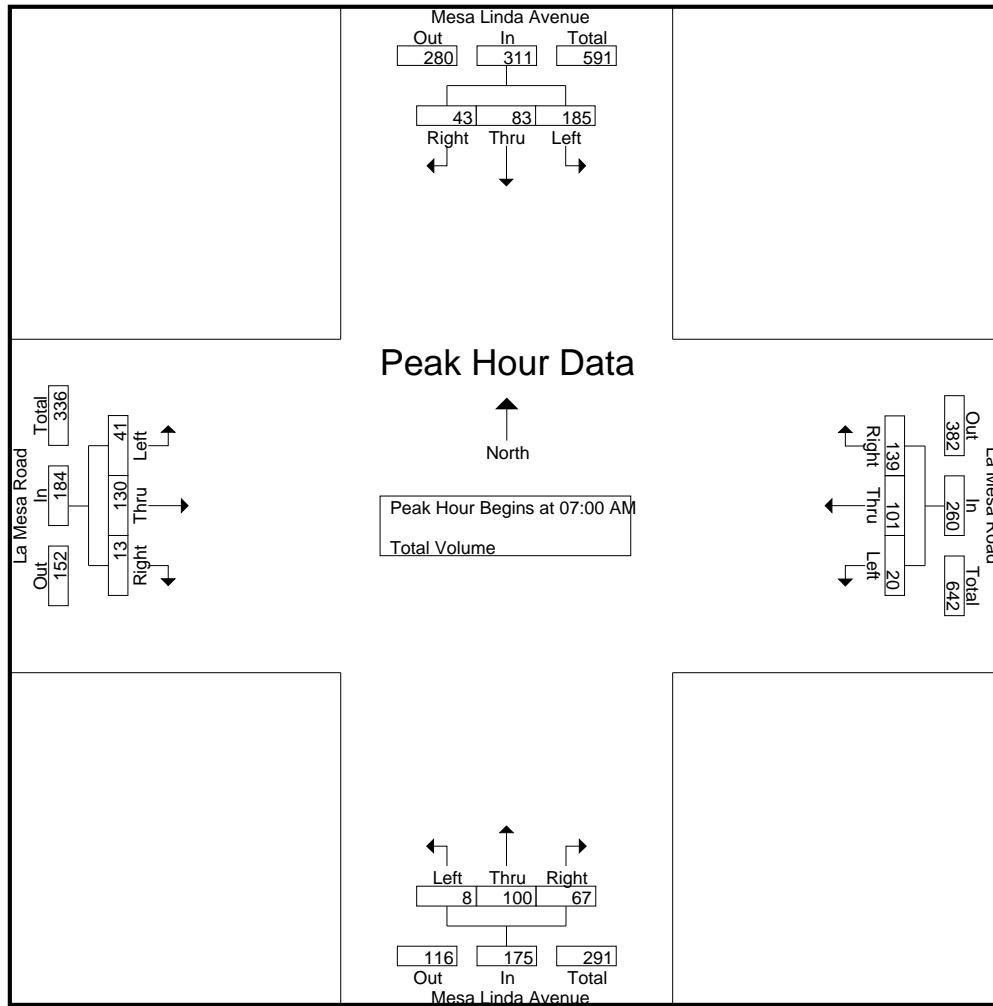 Mesa Linda Avenue
Out In Total
280 311 591
43 83 185
Right Thru Left
Peak Hour Data
North
Peak Hour Begins at 07:00 AM
Total Volume
La Mesa Road
Out In Total
152 184 336
Left Thru Right
41 130 13
La Mesa Road
Out In Total
382 260 642
Right Thru Left
139 101 20
Left Thru Right
8 100 67
116 175 291
Out In Total
Mesa Linda Avenue